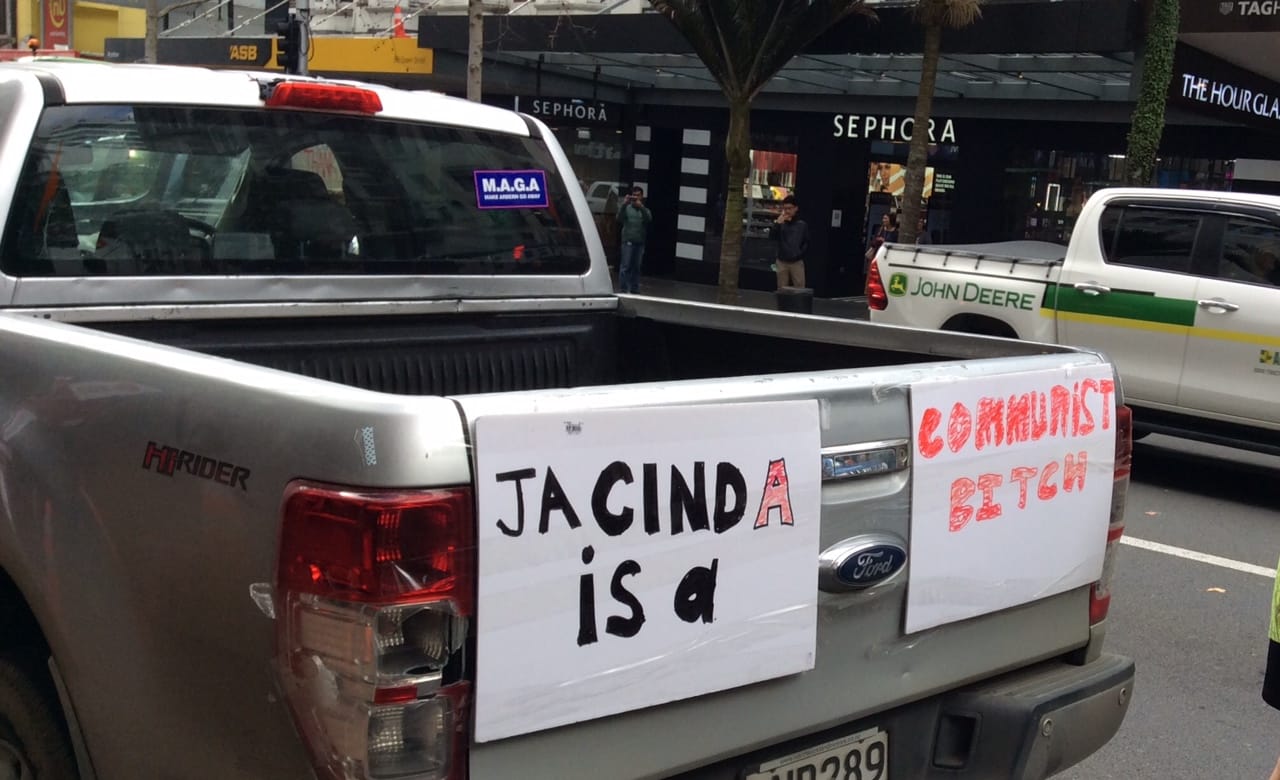 ASB
SEPHORA
SEPHORA
TAG
THE HOUR GLA
M.A.G.A
MAKE ARDERN GO AWAY
JOHN DEERE
HI-RIDER
JACINDA
is a
Ford
COMMUNIST
BITCH